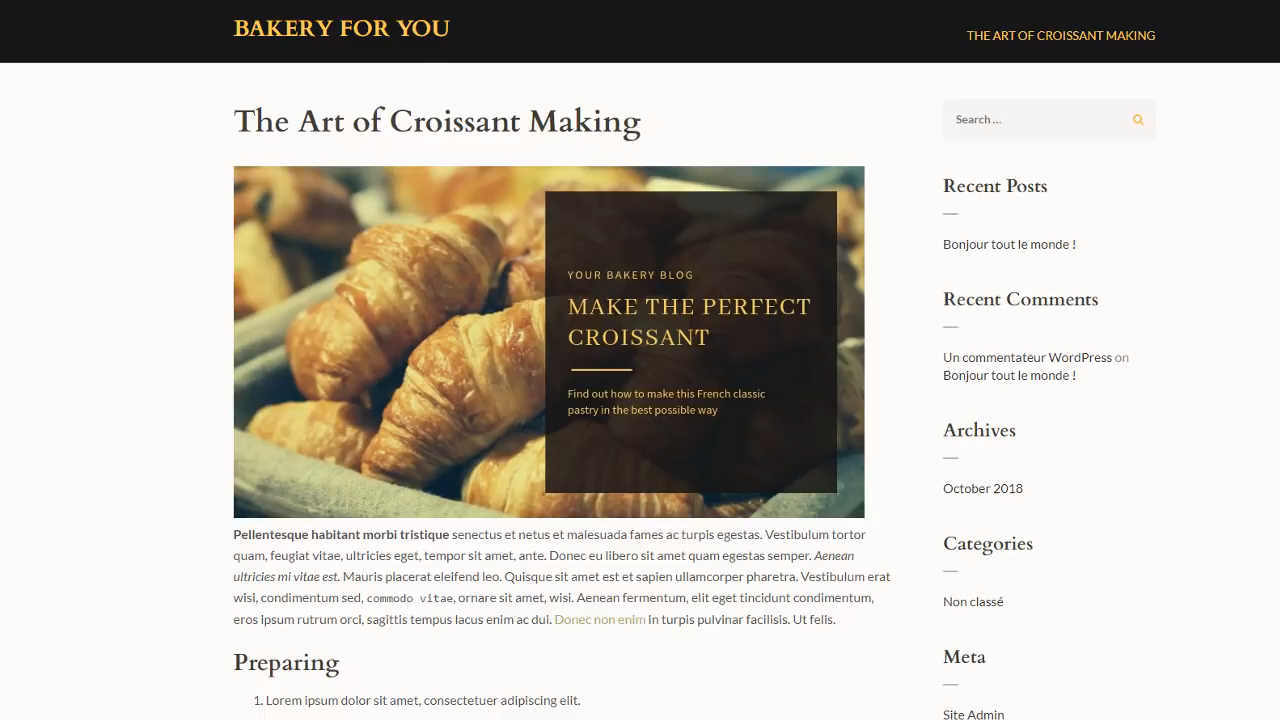 BAKERY FOR YOU
THE ART OF CROISSANT MAKING
The Art of Croissant Making
YOUR BAKERY BLOG
MAKE THE PERFECT
CROISSANT
Find out how to make this French classic
pastry in the best possible way
Pellentesque habitant morbi tristique senectus et netus et malesuada fames ac turpis egestas. Vestibulum tortor
quam, feugiat vitae, ultricies eget, tempor sit amet, ante. Donec eu libero sit amet quam egestas semper. Aenean
ultricies mi vitae est. Mauris placerat eleifend leo. Quisque sit amet est et sapien ullamcorper pharetra. Vestibulum erat
wisi, condimentum sed, commodo vitae, ornare sit amet, wisi. Aenean fermentum, elit eget tincidunt condimentum,
eros ipsum rutrum orci, sagittis tempus lacus enim ac dui. Donec non enim in turpis pulvinar facilisis. Ut felis.
Preparing
1. Lorem ipsum dolor sit amet, consectetuer adipiscing elit.
Search ...
Recent Posts
Bonjour tout le monde !
Recent Comments
Un commentateur WordPress on
Bonjour tout le monde !
Archives
October 2018
Categories
Non classé
Meta
Site Admin